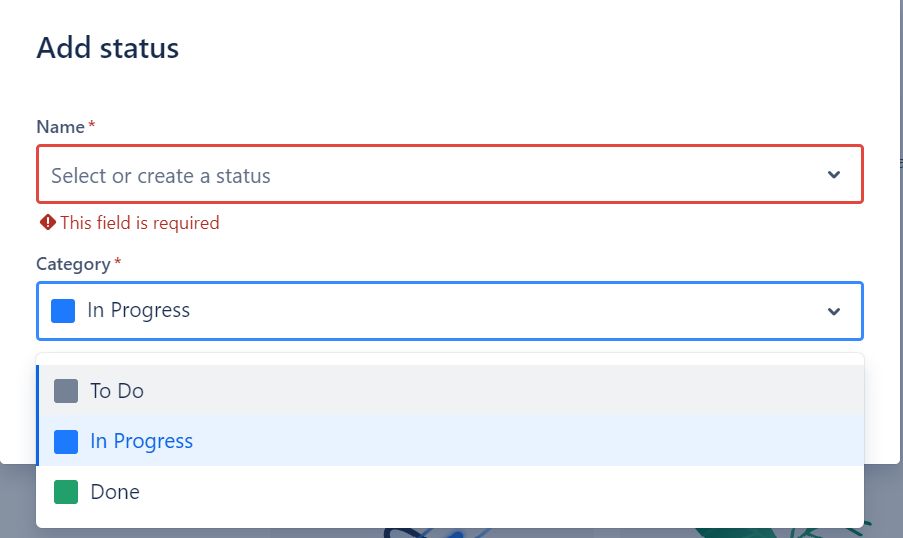 Add status
Name*
Select or create a status
This field is required
Category*
In Progress
To Do
In Progress
Done